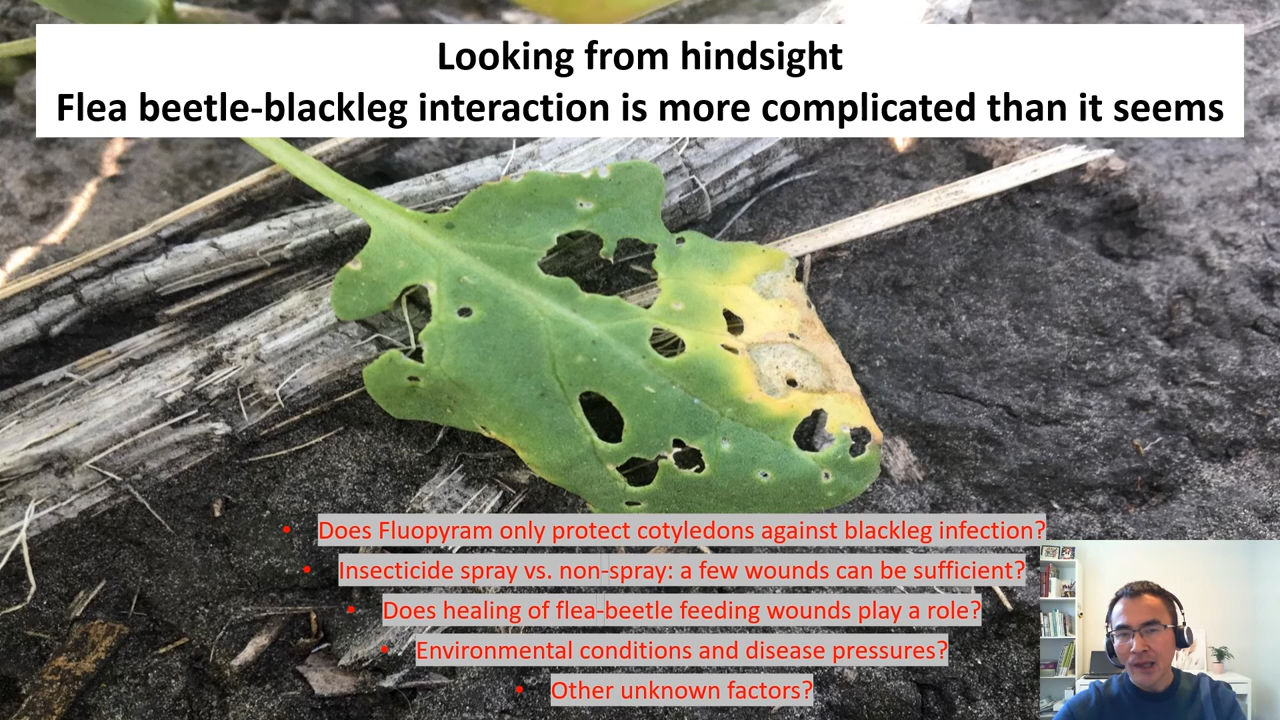 Looking from hindsight
Flea beetle-blackleg interaction is more complicated than it seems
• Does Fluopyram only protect cotyledons against blackleg infection?
• Insecticide spray vs. non-spray: a few wounds can be sufficient?
• Does healing of flea-beetle feeding wounds play a role?
• Environmental conditions and disease pressures?
• Other unknown factors?